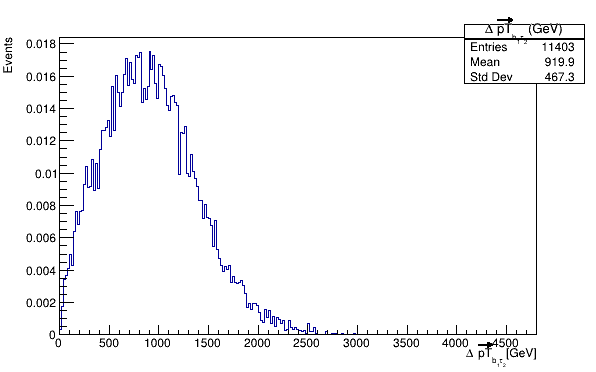 Δ pT b₁τ₂ (GeV)
Entries 11403
Mean 919.9
Std Dev 467.3
Events
0.018
0.016
0.014
0.012
0.01
0.008
0.006
0.004
0.002
0
0 500 1000 1500 2000 2500 3000 3500 4000 4500
Δ pT b₁τ₂ [GeV]